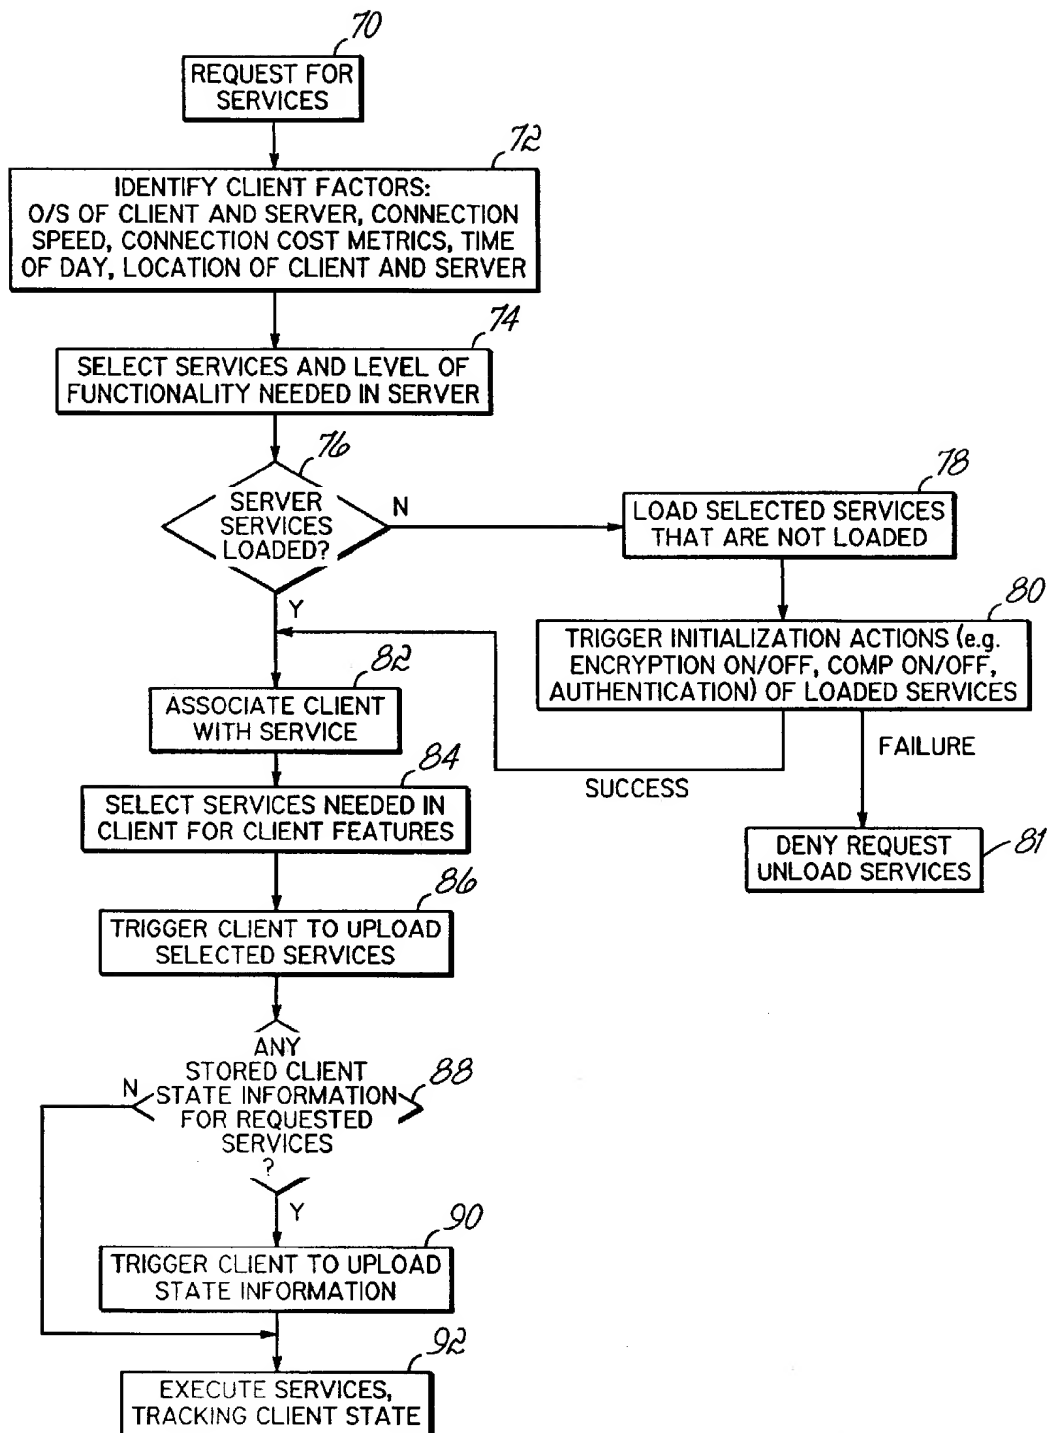 70
REQUEST FOR
SERVICES
72
IDENTIFY CLIENT FACTORS:
O/S OF CLIENT AND SERVER, CONNECTION
SPEED, CONNECTION COST METRICS, TIME
OF DAY, LOCATION OF CLIENT AND SERVER
74
SELECT SERVICES AND LEVEL OF
FUNCTIONALITY NEEDED IN SERVER
76
SERVER
SERVICES
LOADED?
N
Y
78
LOAD SELECTED SERVICES
THAT ARE NOT LOADED
80
TRIGGER INITIALIZATION ACTIONS (e.g.
ENCRYPTION ON/OFF, COMP ON/OFF,
AUTHENTICATION) OF LOADED SERVICES
FAILURE
SUCCESS
DENY REQUEST
UNLOAD SERVICES
81
82
ASSOCIATE CLIENT
WITH SERVICE
84
SELECT SERVICES NEEDED IN
CLIENT FOR CLIENT FEATURES
86
TRIGGER CLIENT TO UPLOAD
SELECTED SERVICES
88
ANY
STORED CLIENT
STATE INFORMATION
FOR REQUESTED
SERVICES
?
N
Y
90
TRIGGER CLIENT TO UPLOAD
STATE INFORMATION
92
EXECUTE SERVICES,
TRACKING CLIENT STATE